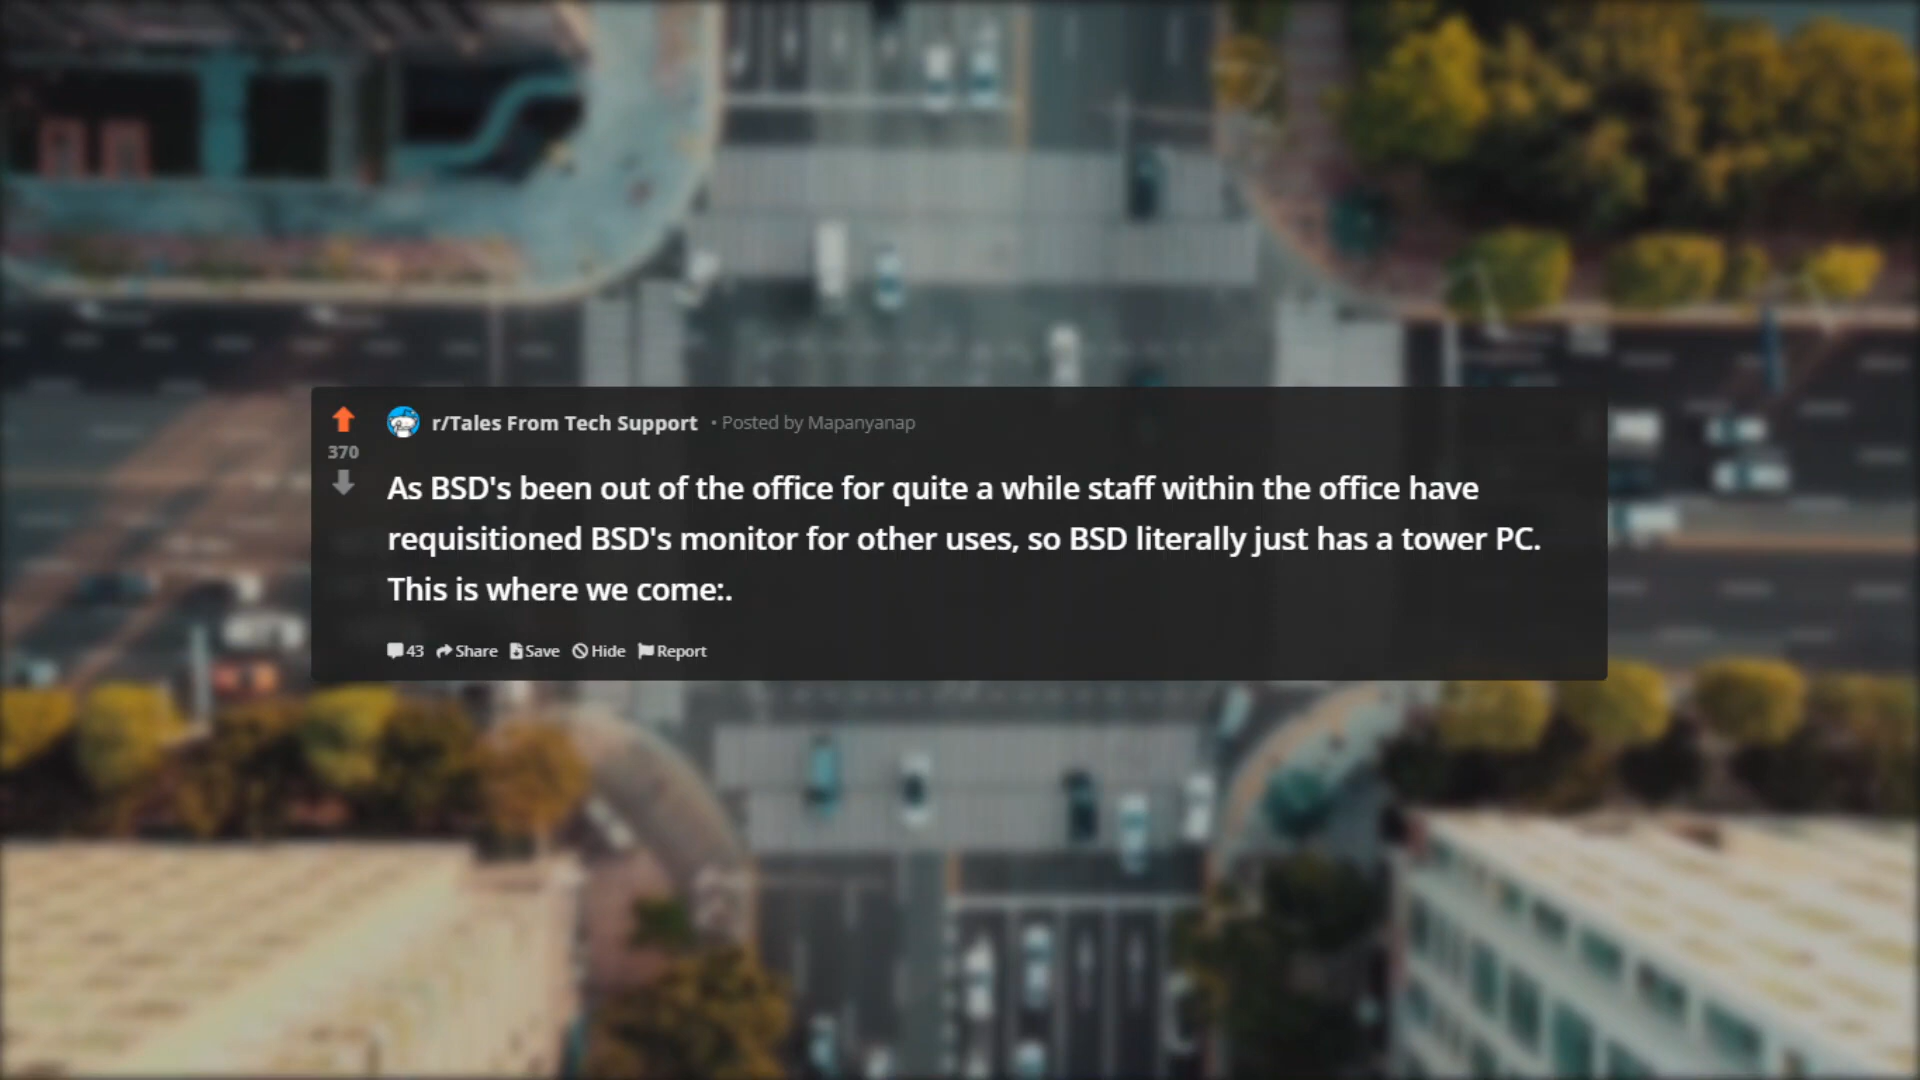 r/Tales From Tech Support • Posted by Mapanyanap
370
As BSD's been out of the office for quite a while staff within the office have
requisitioned BSD's monitor for other uses, so BSD literally just has a tower PC.
This is where we come:.
43 Share Save Hide Report